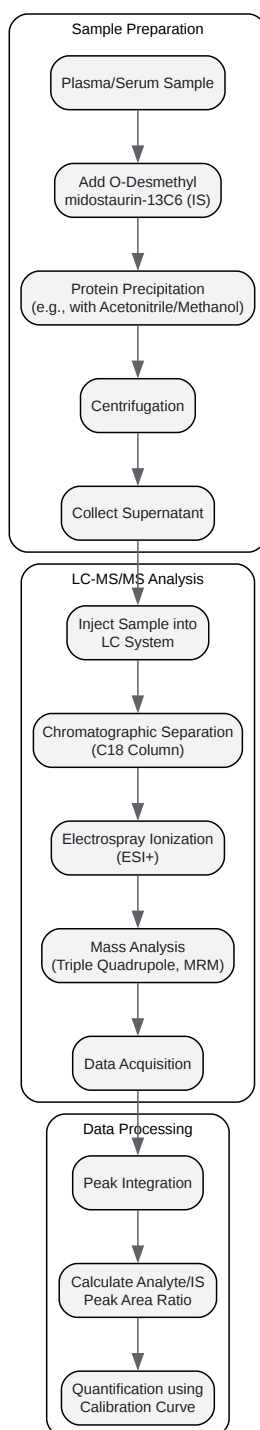 Sample Preparation
Plasma/Serum Sample
Add O-Desmethyl
midostaurin-13C6 (IS)
Protein Precipitation
(e.g., with Acetonitrile/Methanol)
Centrifugation
Collect Supernatant
LC-MS/MS Analysis
Inject Sample into
LC System
Chromatographic Separation
(C18 Column)
Electrospray Ionization
(ESI+)
Mass Analysis
(Triple Quadrupole, MRM)
Data Acquisition
Data Processing
Peak Integration
Calculate Analyte/IS
Peak Area Ratio
Quantification using
Calibration Curve